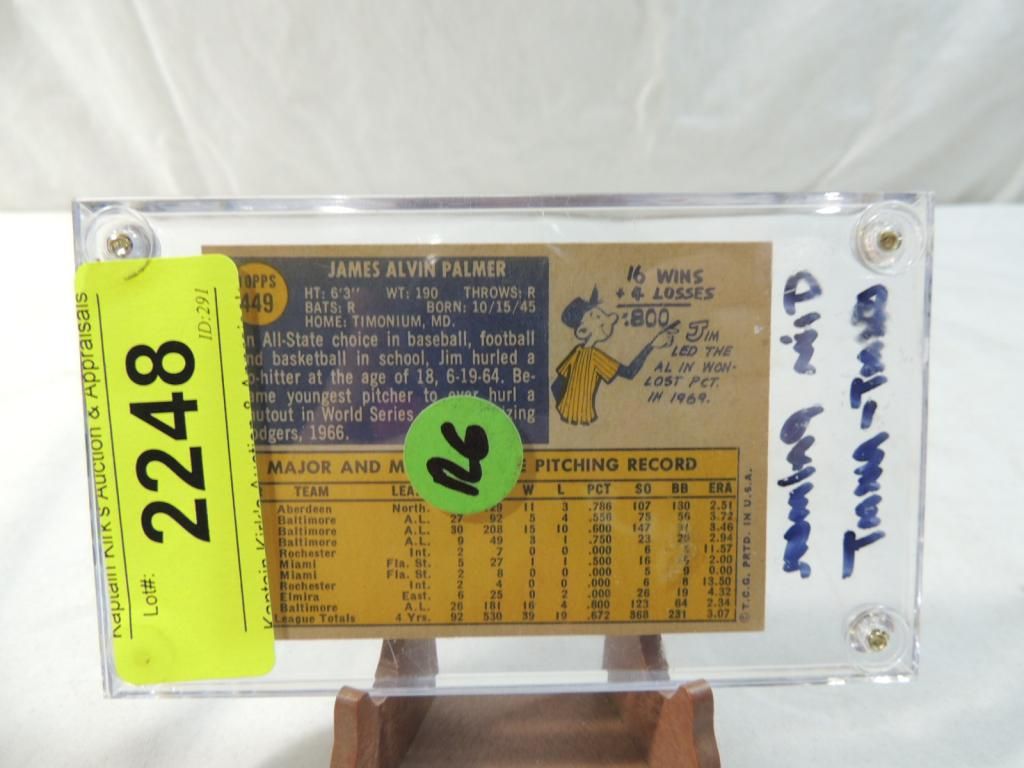 Kaptain Kirk's Auction & Appraisals
Lot#:
2248
ID:291
TOPPS
449
JAMES ALVIN PALMER
HT: 6'3" WT: 190 THROWS: R
BATS: R BORN: 10/15/45
HOME: TIMONIUM, MD.
All-State choice in baseball, football
basketball in school, Jim hurled a
-hitter at the age of 18, 6-19-64. Be-
youngest pitcher to ever hurl a
World Series
1966.
16 WINS
+ 4 LOSSES
.800
JIM
LED THE
AL IN WON-
LOST PCT.
IN 1969.
126
MAJOR AND PITCHING RECORD
TEAM W L PCT SO BB ERA
Aberdeen North. 11 3 .786 107 130 2.51
Baltimore A.L. 27 92 5 4 .556 75 56 3.72
Baltimore A.L. 30 208 15 10 .600 147 3.46
Baltimore A.L. 9 49 3 1 .750 23 2.94
Rochester Int. 2 7 0 0 .000 6 11.57
Miami Fla. St. 5 27 1 1 .500 16 2.00
Miami Fla. St. 2 8 0 0 .000 5 0.00
Rochester Int. 2 4 0 0 .000 6 8 13.50
Elmira East. 6 25 0 2 .000 26 19 4.32
Baltimore A.L. 26 181 16 4 .800 123 64 2.34
League Totals 4 Yrs. 92 530 39 19 .672 368 231 3.07
© T.C.G. PRTD. IN U.S.A.